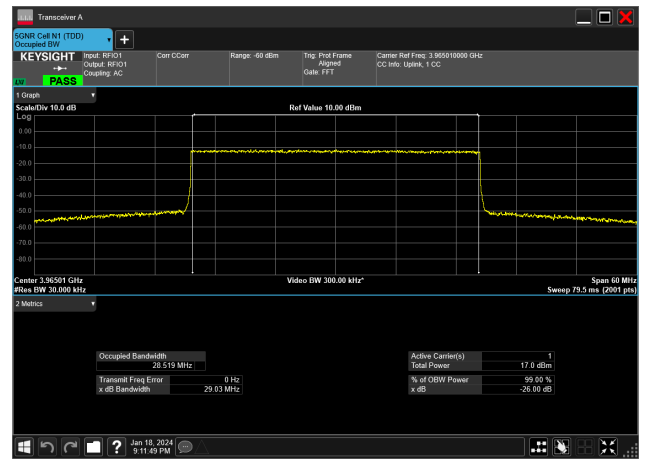 Transceiver A
5GNR Cell N1 (TDD)
Occupied BW
KEYSIGHT
LXI
PASS
Input: RFIO1
Output: RFIO1
Coupling: AC
Corr CCorr
Range: -60 dBm
Trig: Prot Frame
Aligned
Gate: FFT
Carrier Ref Freq: 3.965010000 GHz
CC Info: Uplink, 1 CC
1 Graph
Scale/Div 10.0 dB
Ref Value 10.00 dBm
Log
0.00
-10.0
-20.0
-30.0
-40.0
-50.0
-60.0
-70.0
-80.0
Center 3.96501 GHz
Video BW 300.00 kHz*
Span 60 MHz
#Res BW 30.000 kHz
Sweep 79.5 ms (2001 pts)
2 Metrics
Occupied Bandwidth
28.519 MHz
Transmit Freq Error 0 Hz
x dB Bandwidth 29.03 MHz
Active Carrier(s) 1
Total Power 17.0 dBm
% of OBW Power 99.00 %
x dB -26.00 dB
?
Jan 18, 2024
9:11:49 PM